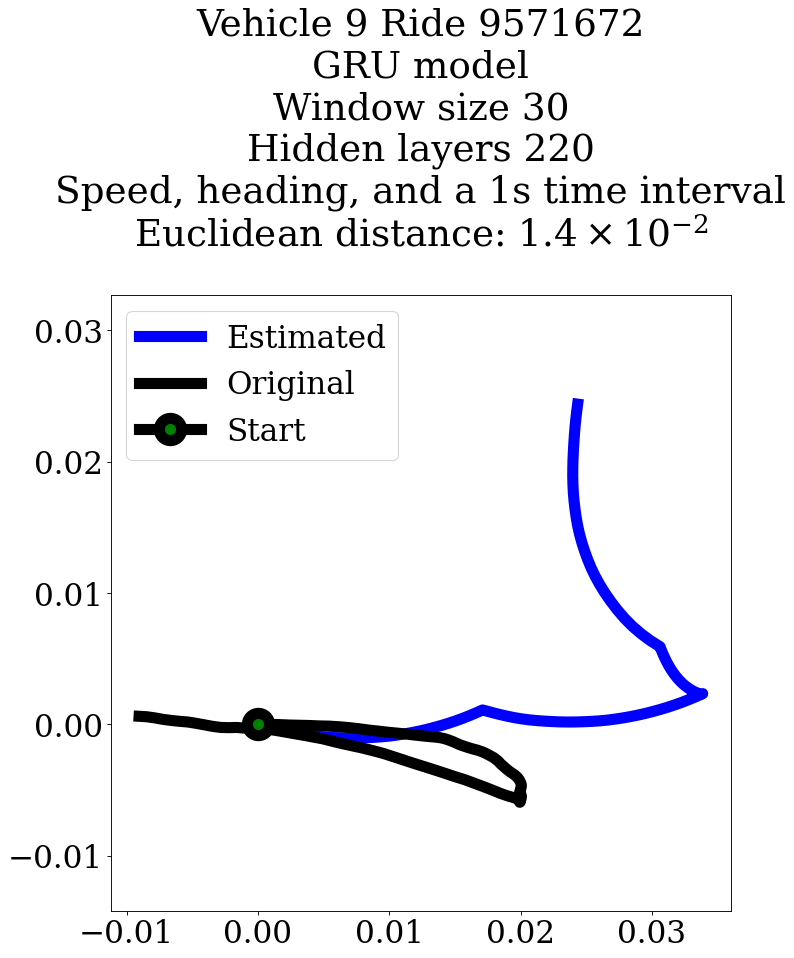 Vehicle 9 Ride 9571672
GRU model
Window size 30
Hidden layers 220
Speed, heading, and a 1s time interval
Euclidean distance: 1.4 × 10⁻²
Estimated
Original
Start
0.03
0.02
0.01
0.00
−0.01
−0.01 0.00 0.01 0.02 0.03